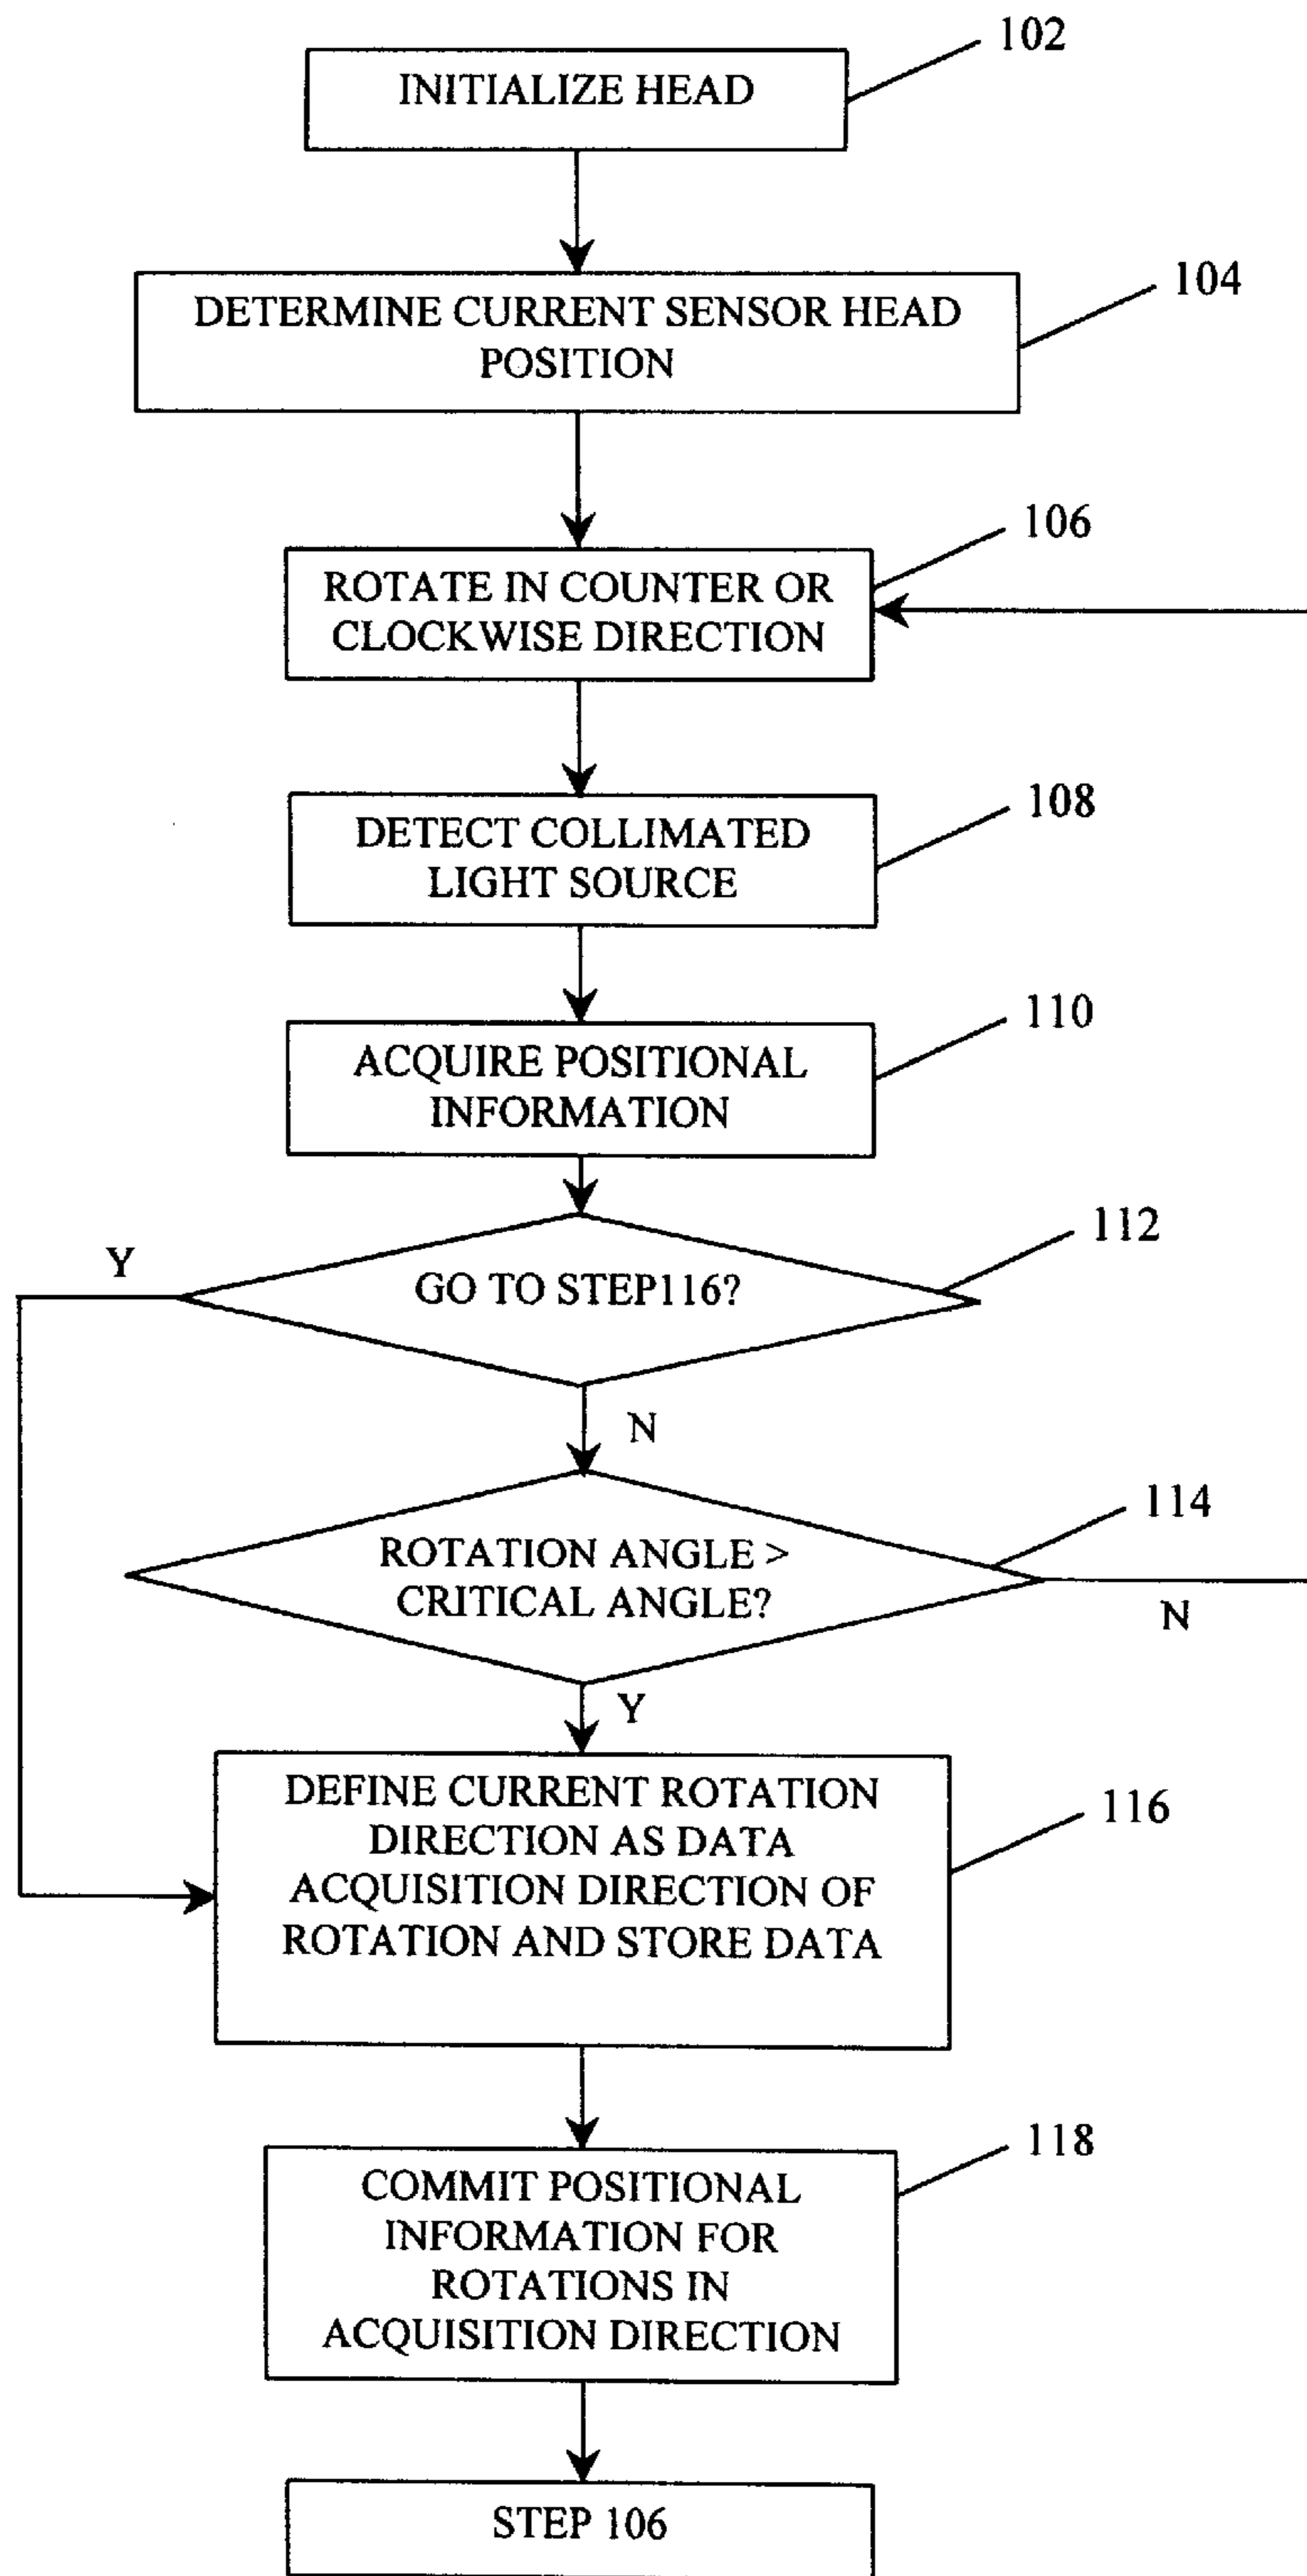 102
INITIALIZE HEAD
104
DETERMINE CURRENT SENSOR HEAD
POSITION
106
ROTATE IN COUNTER OR
CLOCKWISE DIRECTION
108
DETECT COLLIMATED
LIGHT SOURCE
110
ACQUIRE POSITIONAL
INFORMATION
112
Y
GO TO STEP116?
N
114
ROTATION ANGLE >
CRITICAL ANGLE?
N
Y
DEFINE CURRENT ROTATION
DIRECTION AS DATA
ACQUISITION DIRECTION OF
ROTATION AND STORE DATA
116
118
COMMIT POSITIONAL
INFORMATION FOR
ROTATIONS IN
ACQUISITION DIRECTION
STEP 106